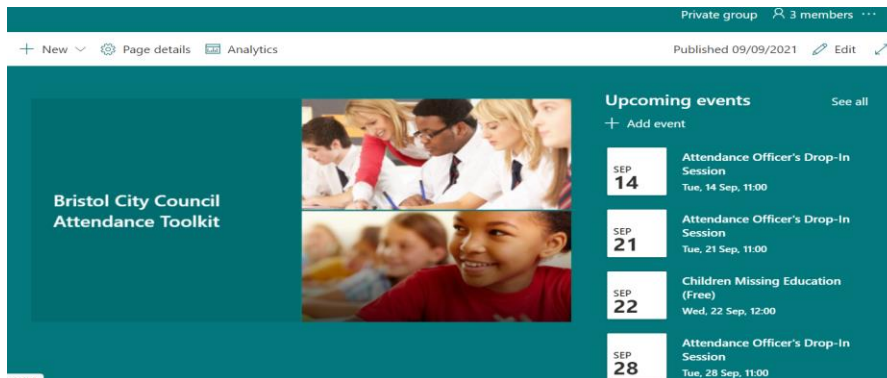 Private group 3 members ...
New Page details Analytics Published 09/09/2021 Edit
Bristol City Council
Attendance Toolkit
Upcoming events See all
Add event
SEP
14
Attendance Officer's Drop-In
Session
Tue, 14 Sep, 11:00
SEP
21
Attendance Officer's Drop-In
Session
Tue, 21 Sep, 11:00
SEP
22
Children Missing Education
(Free)
Wed, 22 Sep, 12:00
SEP
28
Attendance Officer's Drop-In
Session
Tue, 28 Sep, 11:00